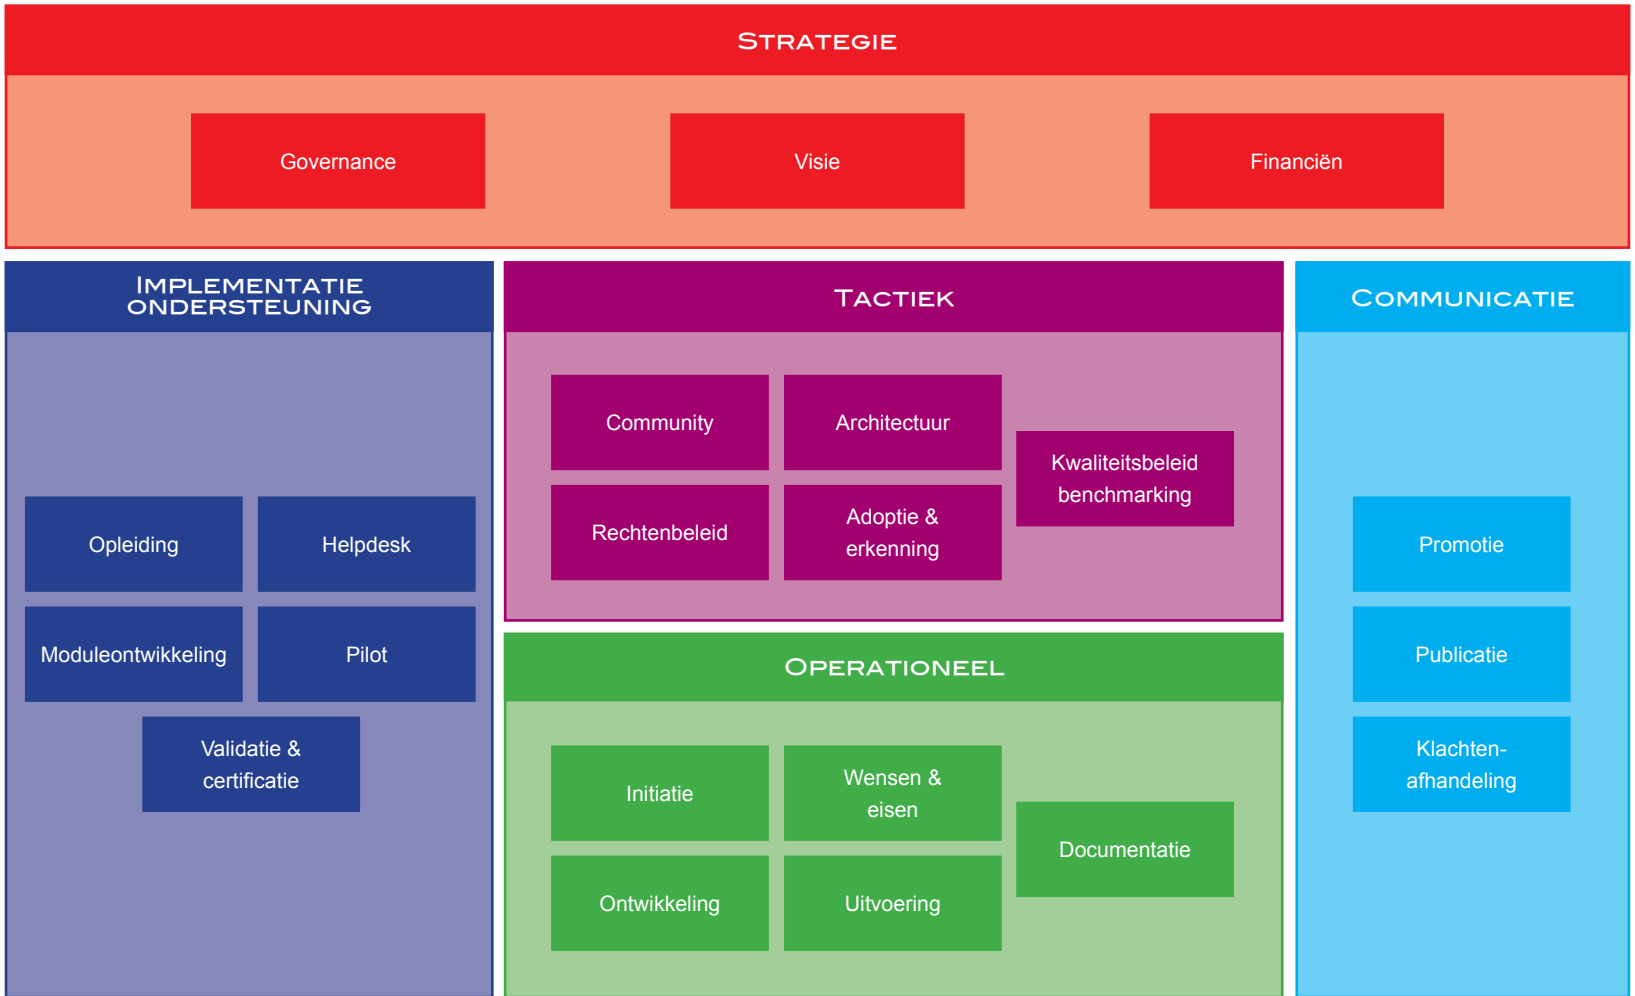 STRATEGIE
Governance
Visie
Financiën
IMPLEMENTATIE
ONDERSTEUNING
Opleiding
Helpdesk
Moduleontwikkeling
Pilot
Validatie &
certificatie
TACTIEK
Community
Architectuur
Kwaliteitsbeleid
benchmarking
Rechtenbeleid
Adoptie &
erkenning
OPERATIONEEL
Initiatie
Wensen &
eisen
Documentatie
Ontwikkeling
Uitvoering
COMMUNICATIE
Promotie
Publicatie
Klachten-
afhandeling